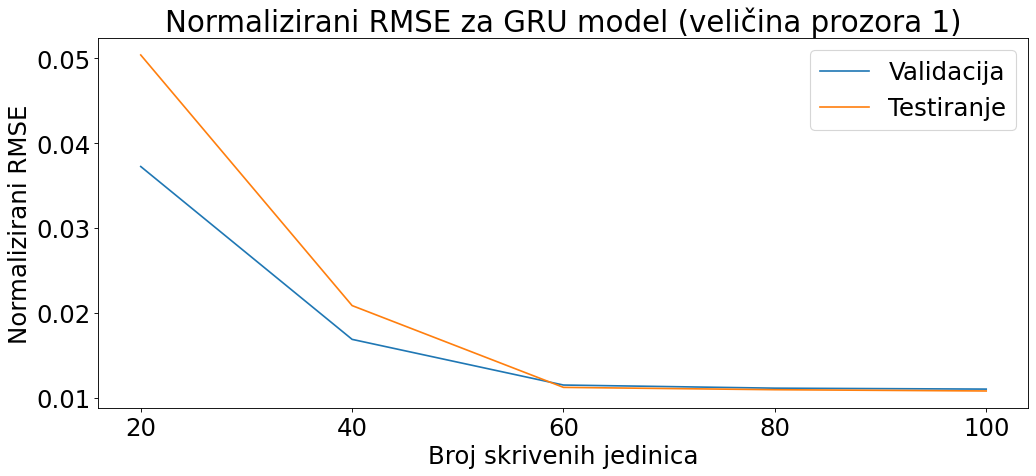 Normalizirani RMSE za GRU model (veličina prozora 1)
Validacija
Testiranje
Normalizirani RMSE
0.05
0.04
0.03
0.02
0.01
20 40 60 80 100
Broj skrivenih jedinica